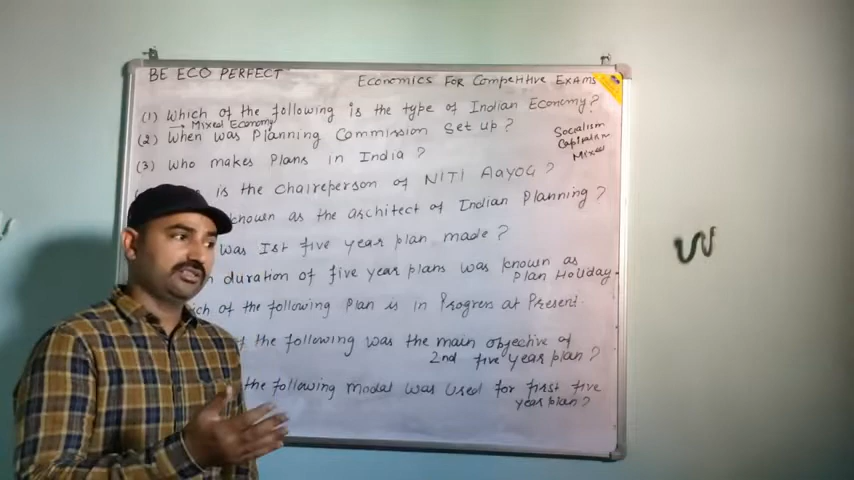 BE ECO PERFECT
ECONOMICS FOR COMPETITIVE EXAMS
(1) Which of the following is the type of Indian Economy?
→ Mixed Economy
(2) When was Planning Commission Set up?
Socialism
Capitalism
Mixed
(3) Who makes Plans in India?
is the Chaireperson of NITI AAYOG?
known as the architect of Indian Planning?
was Ist five year plan made?
duration of five year plans was known as
Plan Holiday.
ch of the following Plan is in Progress at Present.
the following was the main objective of
2nd five year plan?
the following modal was used for first five
year plan?